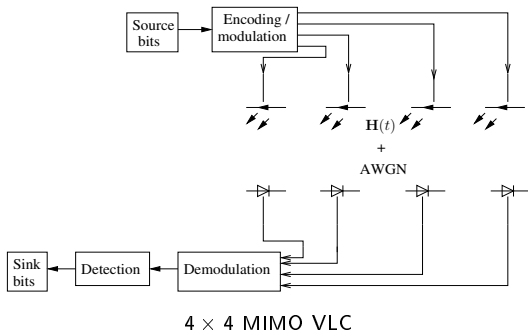 Source
bits
Encoding /
modulation
H(t)
+
AWGN
Sink
bits
Detection
Demodulation
4 × 4 MIMO VLC